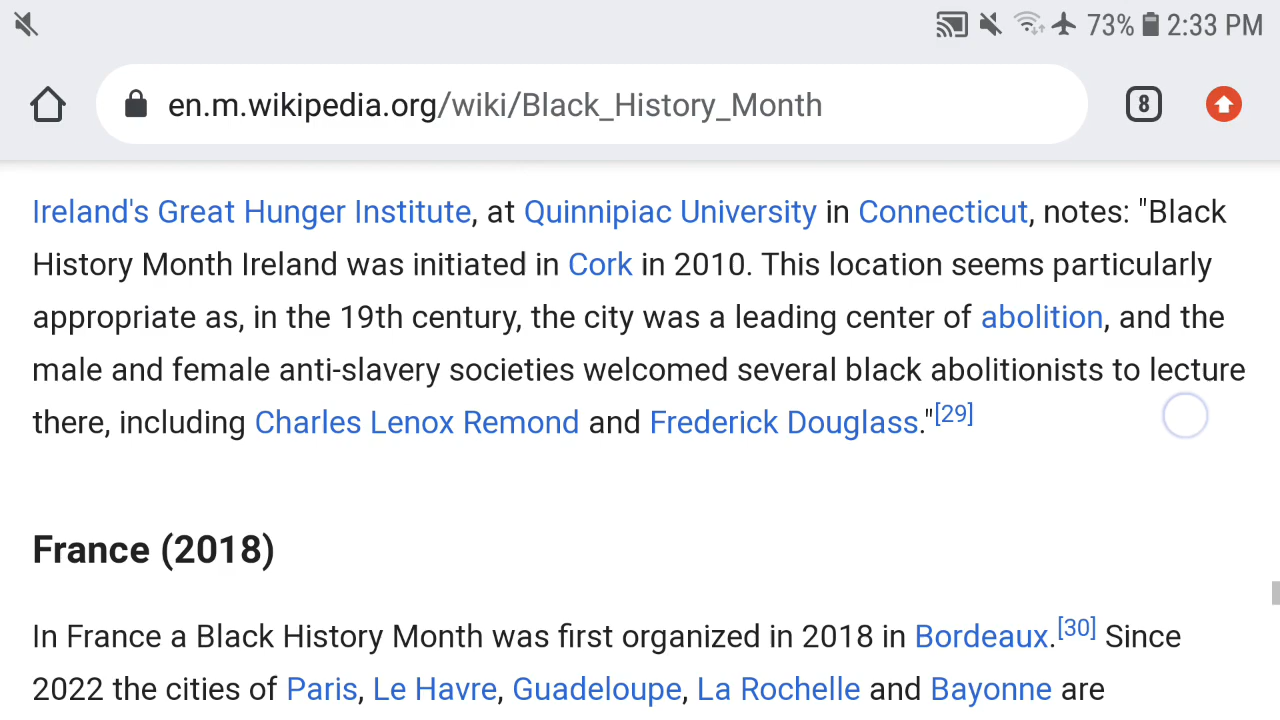 73% 2:33 PM
en.m.wikipedia.org/wiki/Black_History_Month 8
Ireland's Great Hunger Institute, at Quinnipiac University in Connecticut, notes: "Black
History Month Ireland was initiated in Cork in 2010. This location seems particularly
appropriate as, in the 19th century, the city was a leading center of abolition, and the
male and female anti-slavery societies welcomed several black abolitionists to lecture
there, including Charles Lenox Remond and Frederick Douglass."[29]
France (2018)
In France a Black History Month was first organized in 2018 in Bordeaux.[30] Since
2022 the cities of Paris, Le Havre, Guadeloupe, La Rochelle and Bayonne are